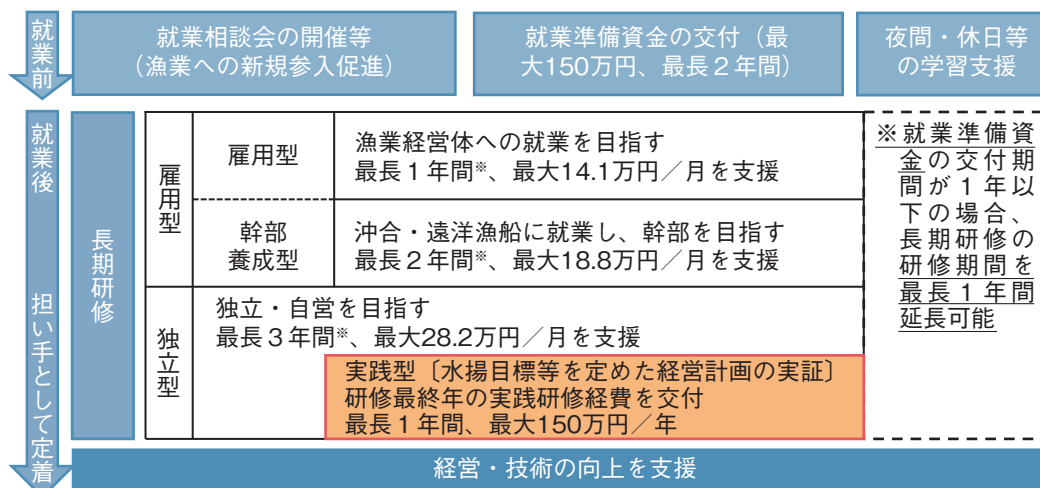 就業前
就業相談会の開催等
（漁業への新規参入促進）
就業準備資金の交付（最
大150万円、最長２年間）
夜間・休日等
の学習支援
就業後
担い手として定着
長期研修
雇用型
雇用型
漁業経営体への就業を目指す
最長１年間※、最大14.1万円／月を支援
幹部
養成型
沖合・遠洋漁船に就業し、幹部を目指す
最長２年間※、最大18.8万円／月を支援
独立型
独立・自営を目指す
最長３年間※、最大28.2万円／月を支援
実践型〔水揚目標等を定めた経営計画の実証〕
研修最終年の実践研修経費を交付
最長１年間、最大150万円／年
※就業準備資
金の交付期
間が１年以
下の場合、
長期研修の
研修期間を
最長１年間
延長可能
経営・技術の向上を支援